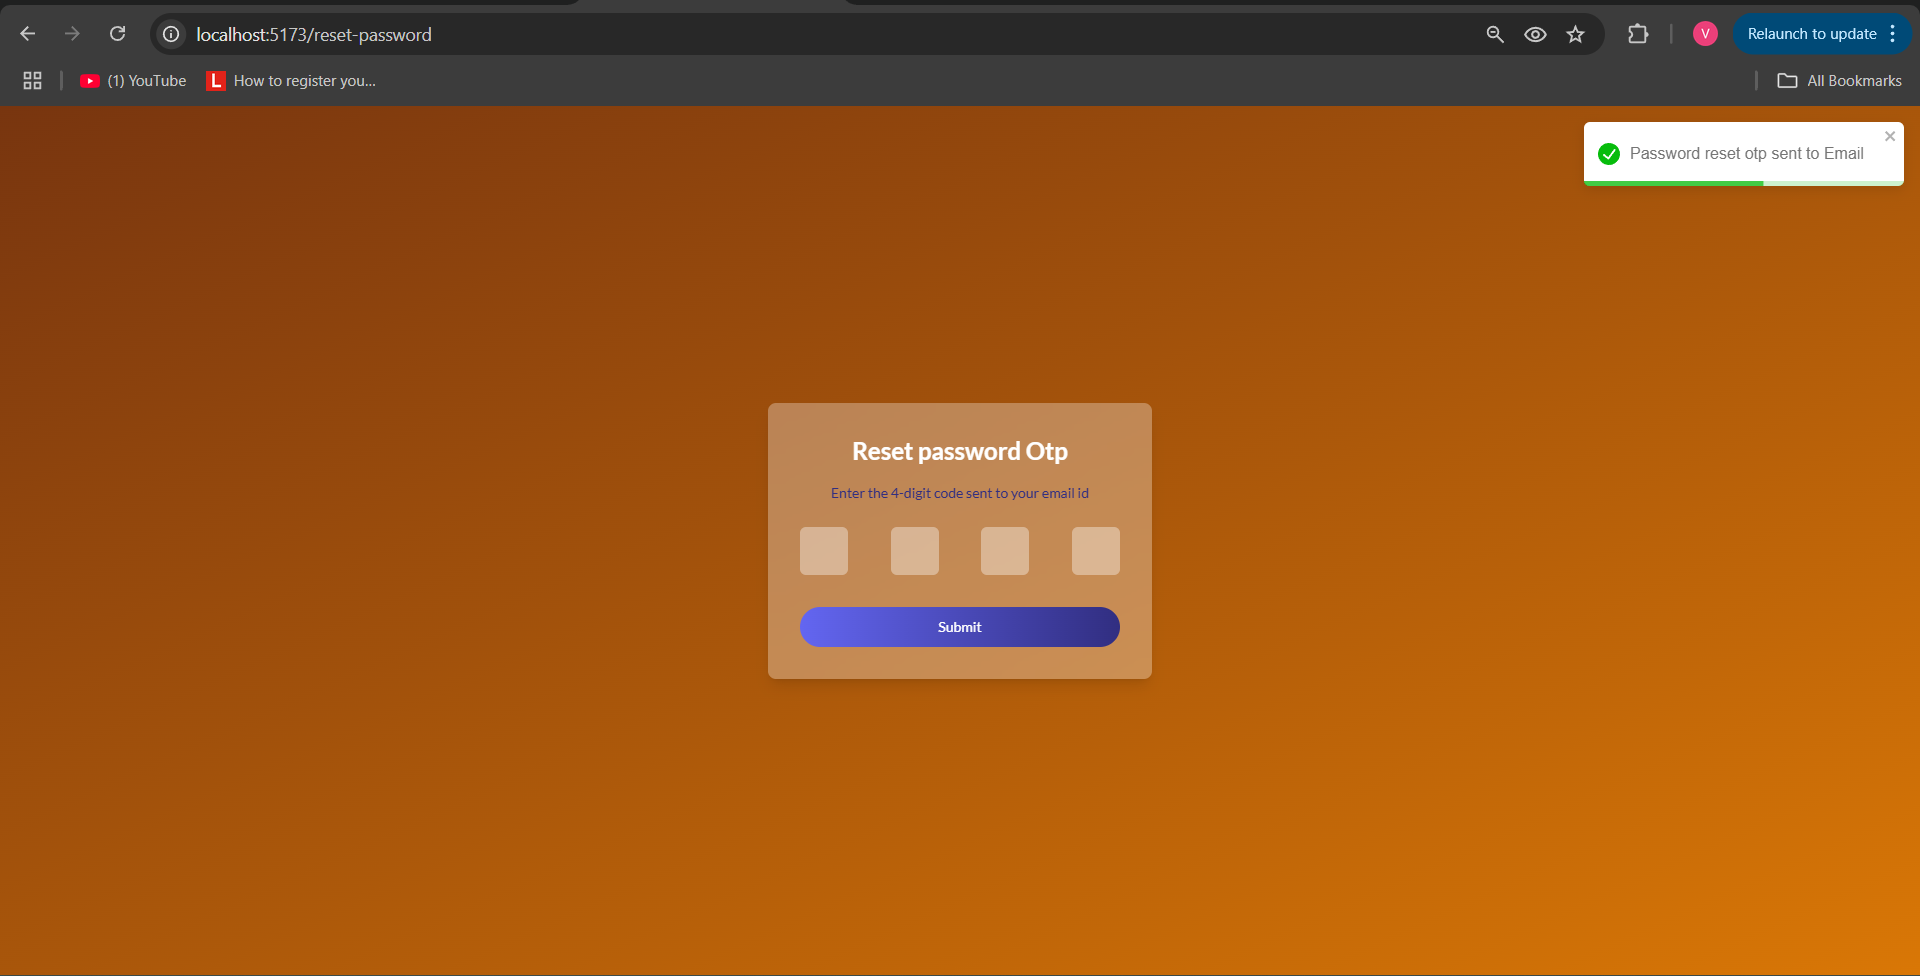 localhost:5173/reset-password
V
Relaunch to update
(1) YouTube
L How to register you...
All Bookmarks
Password reset otp sent to Email
Reset password Otp
Enter the 4-digit code sent to your email id
Submit